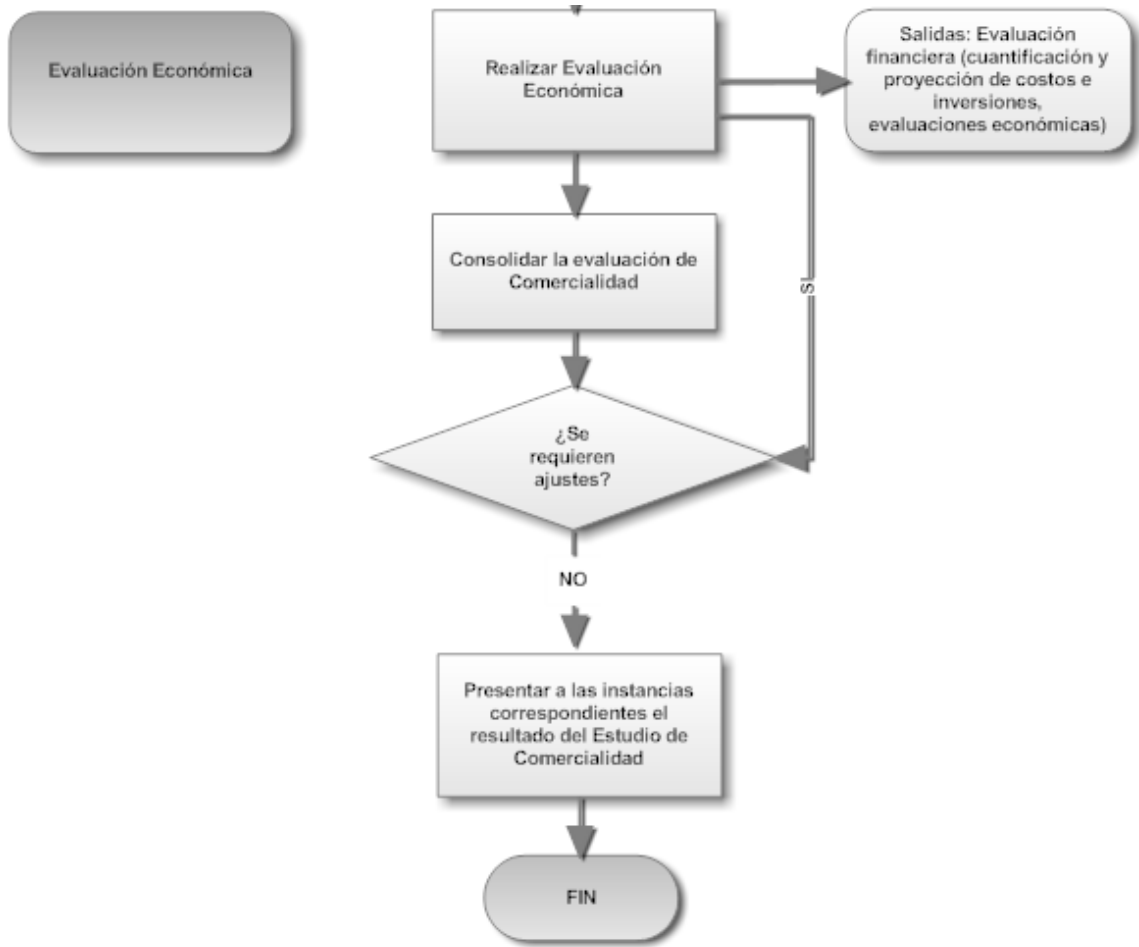 Evaluación Económica
Realizar Evaluación
Económica
Salidas: Evaluación
financiera (cuantificación y
proyección de costos e
inversiones,
evaluaciones económicas)
Consolidar la evaluación de
Comercialidad
SI
¿Se
requieren
ajustes?
NO
Presentar a las instancias
correspondientes el
resultado del Estudio de
Comercialidad
FIN